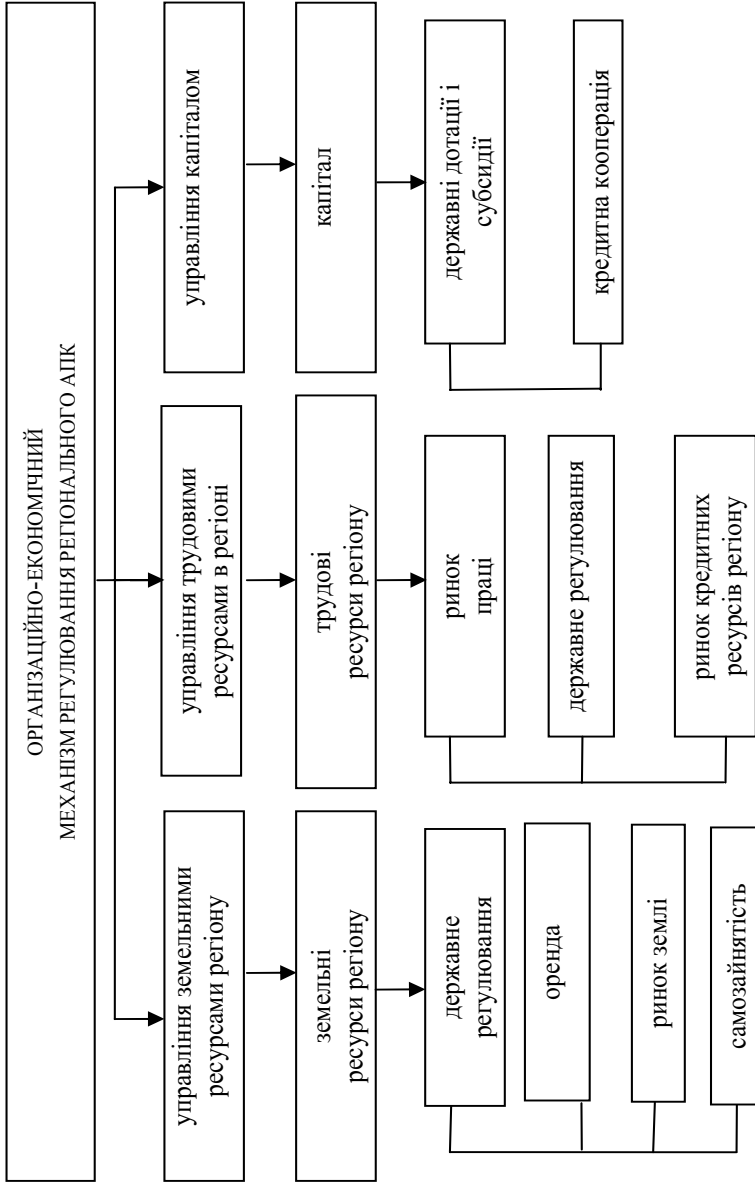 ОРГАНІЗАЦІЙНО-ЕКОНОМІЧНИЙ
МЕХАНІЗМ РЕГУЛЮВАННЯ РЕГІОНАЛЬНОГО АПК
управління земельними
ресурсами регіону
управління трудовими
ресурсами в регіоні
управління капіталом
земельні
ресурси регіону
трудові
ресурси регіону
капітал
державне
регулювання
оренда
ринок землі
самозайнятість
ринок
праці
державне регулювання
ринок кредитних
ресурсів регіону
державні дотації і
субсидії
кредитна кооперація